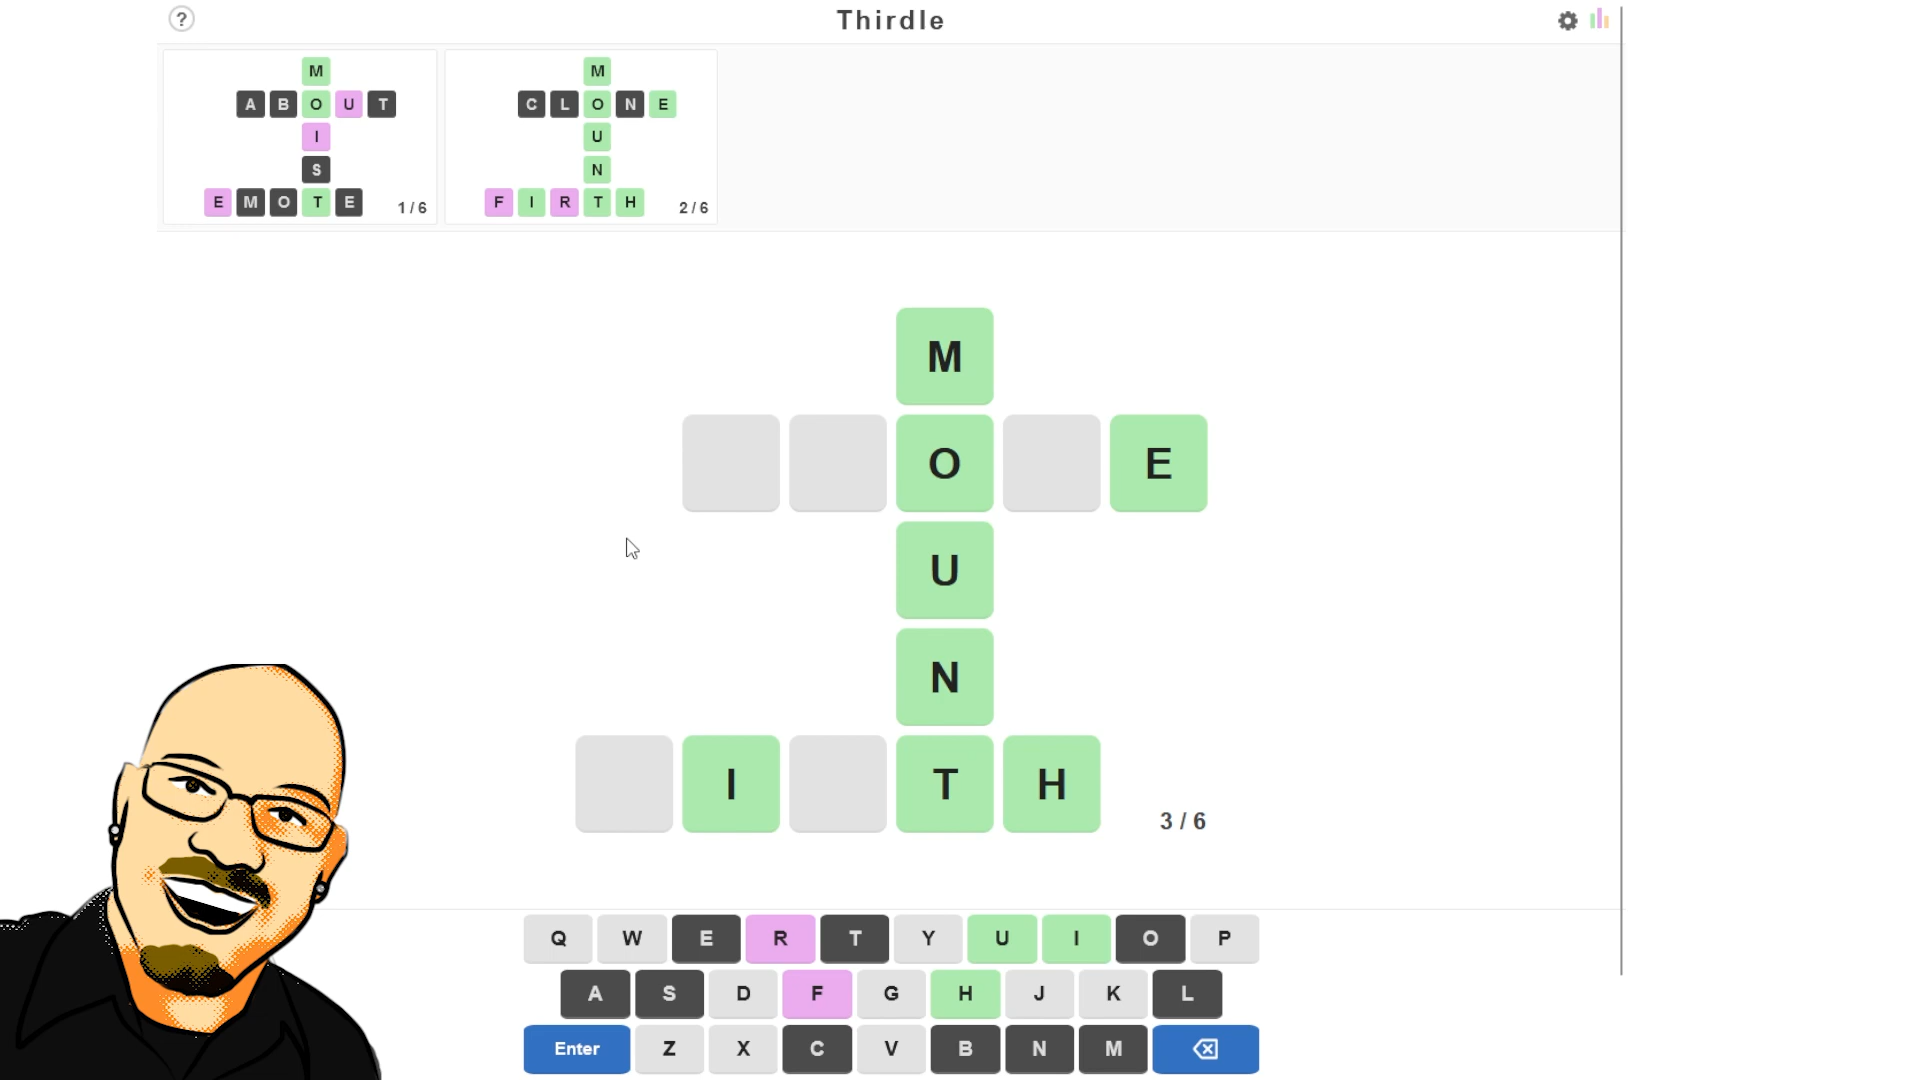 ?
Thirdle
M
A B O U T
I
S
E M O T E
1 / 6
M
C L O N E
U
N
F I R T H
2 / 6
M
O E
U
N
I T H
3 / 6
Q W E R T Y U I O P
A S D F G H J K L
Enter Z X C V B N M